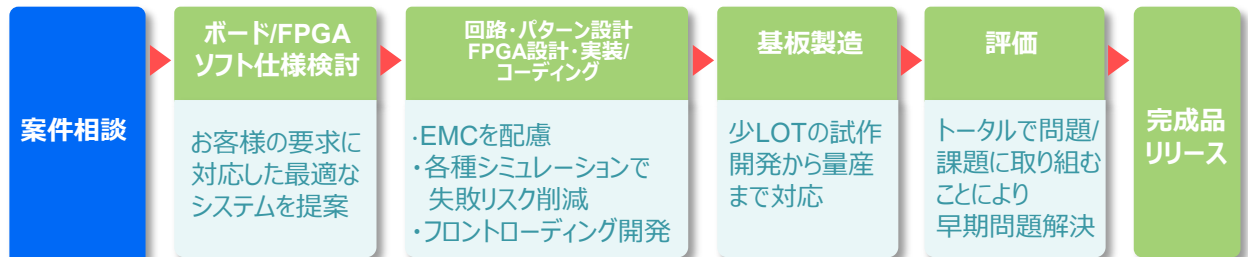 案件相談
ボード/FPGA
ソフト仕様検討
お客様の要求に
対応した最適な
システムを提案
回路・パターン設計
FPGA設計・実装/
コーディング
・EMCを配慮
・各種シミュレーションで
失敗リスク削減
・フロントローディング開発
基板製造
少LOTの試作
開発から量産
まで対応
評価
トータルで問題/
課題に取り組む
ことにより
早期問題解決
完成品
リリース